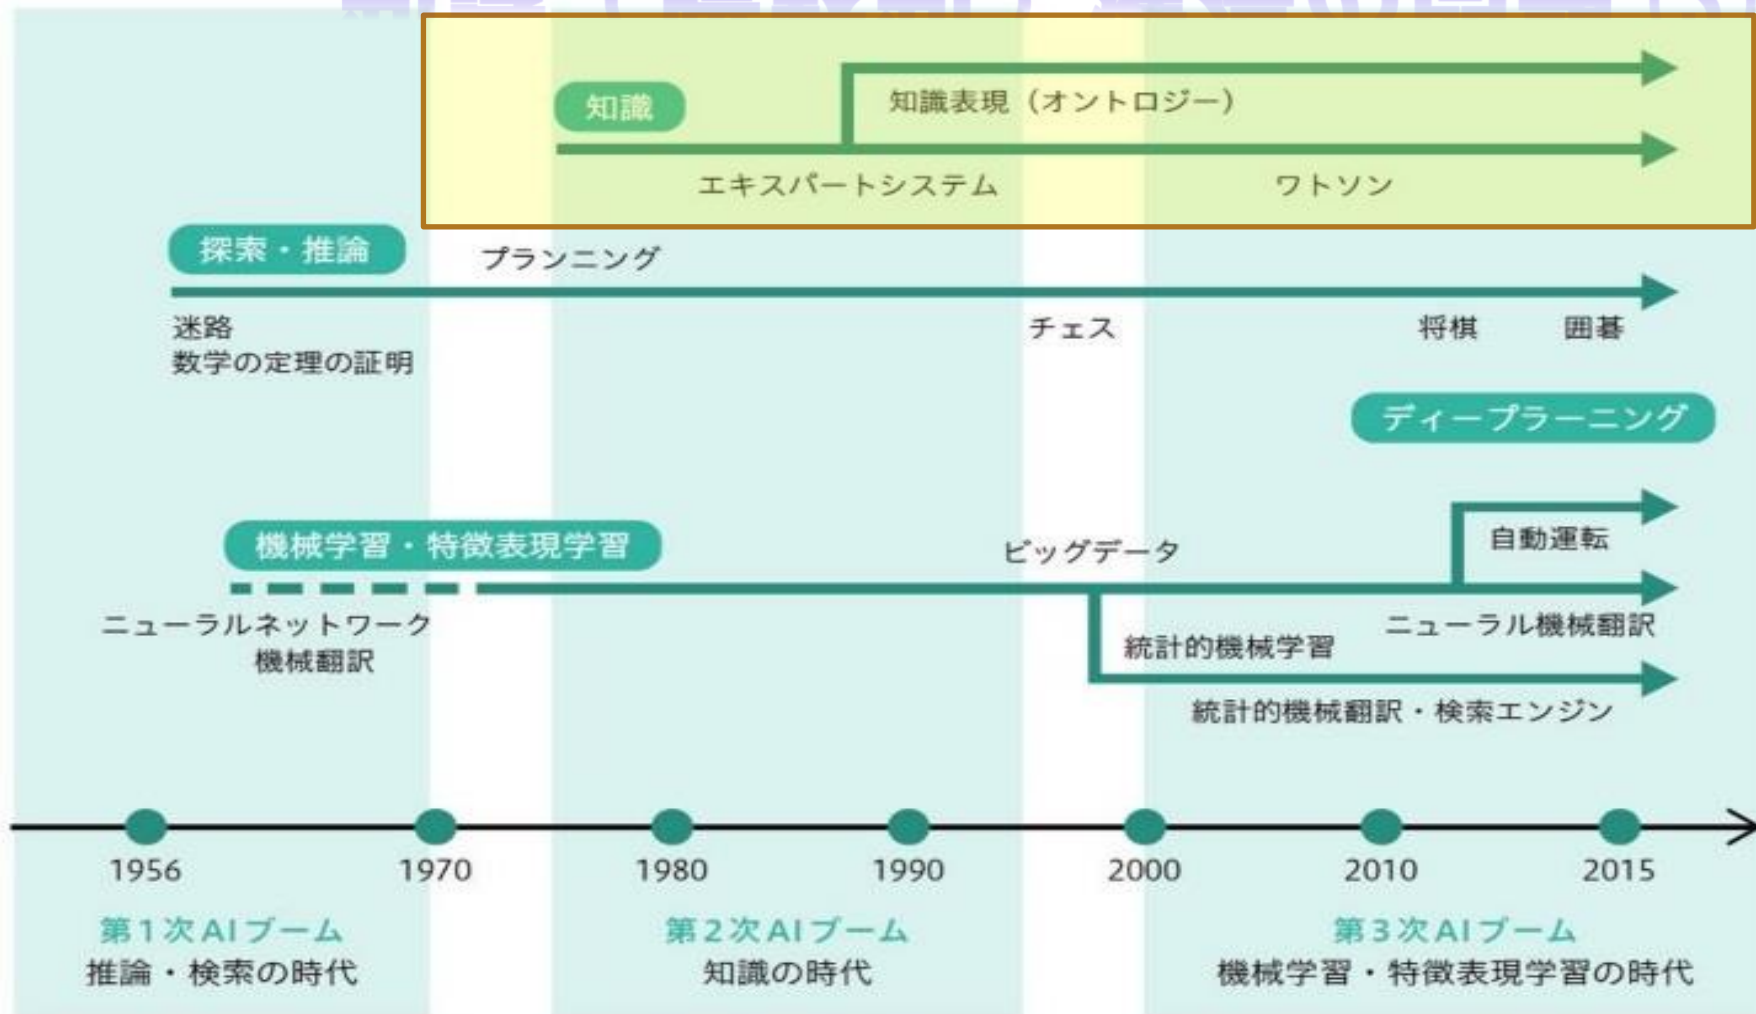 知識
知識表現（オントロジー）
エキスパートシステム
ワトソン
探索・推論
プランニング
迷路
数学の定理の証明
チェス
将棋
囲碁
ディープラーニング
機械学習・特徴表現学習
ビッグデータ
自動運転
ニューラルネットワーク
機械翻訳
統計的機械学習
ニューラル機械翻訳
統計的機械翻訳・検索エンジン
1956 1970 1980 1990 2000 2010 2015
第1次AIブーム 第2次AIブーム 第3次AIブーム
推論・検索の時代 知識の時代 機械学習・特徴表現学習の時代